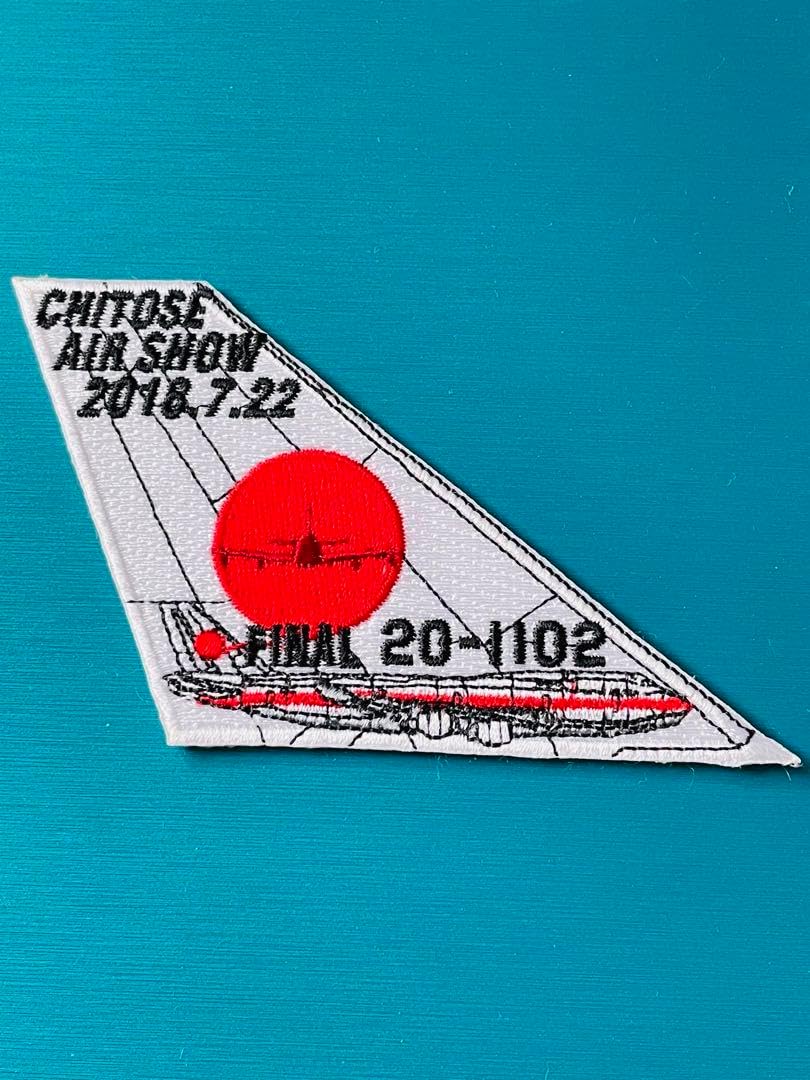 CHITOSE
AIR SHOW
2018.7.22
FINAL 20-1102